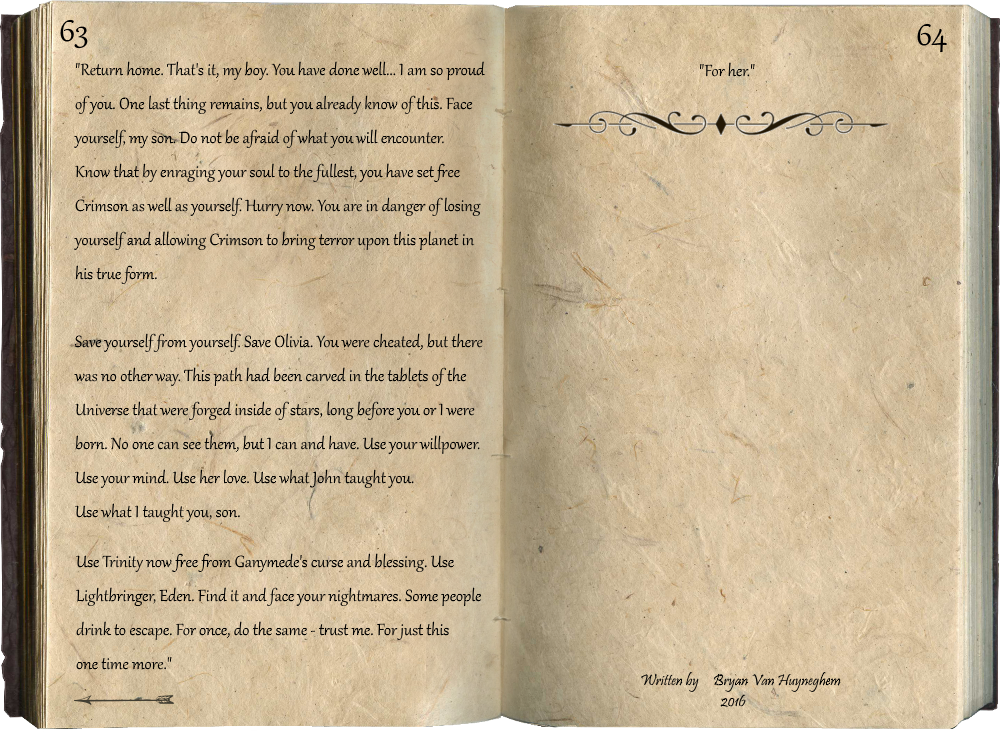 63
"Return home. That's it, my boy. You have done well... I am so proud
of you. One last thing remains, but you already know of this. Face
yourself, my son. Do not be afraid of what you will encounter.
Know that by enraging your soul to the fullest, you have set free
Crimson as well as yourself. Hurry now. You are in danger of losing
yourself and allowing Crimson to bring terror upon this planet in
his true form.
Save yourself from yourself. Save Olivia. You were cheated, but there
was no other way. This path had been carved in the tablets of the
Universe that were forged inside of stars, long before you or I were
born. No one can see them, but I can and have. Use your willpower.
Use your mind. Use her love. Use what John taught you.
Use what I taught you, son.
Use Trinity now free from Ganymede's curse and blessing. Use
Lightbringer, Eden. Find it and face your nightmares. Some people
drink to escape. For once, do the same - trust me. For just this
one time more."
64
"For her."
Written by Bryan Van Huyneghem
2016